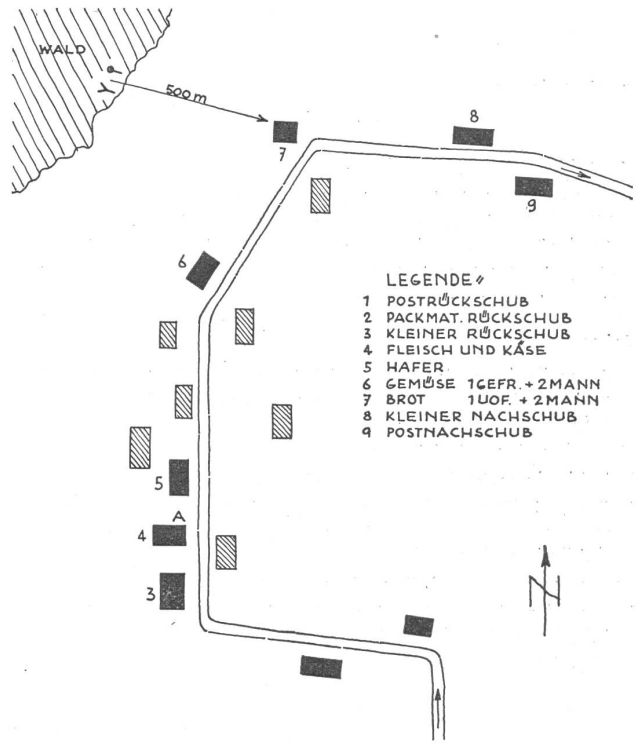 WALD
500 m
7
8
9
6
LEGENDE
1 POSTRÜCKSCHUB
2 PACKMAT. RÜCKSCHUB
3 KLEINER RÜCKSCHUB
4 FLEISCH UND KÄSE
5 HAFER
6 GEMÜSE 1GEFR. + 2MANN
7 BROT 1UOF. + 2MANN
8 KLEINER NACHSCHUB
9 POSTNACHSCHUB
5
A
4
3
N